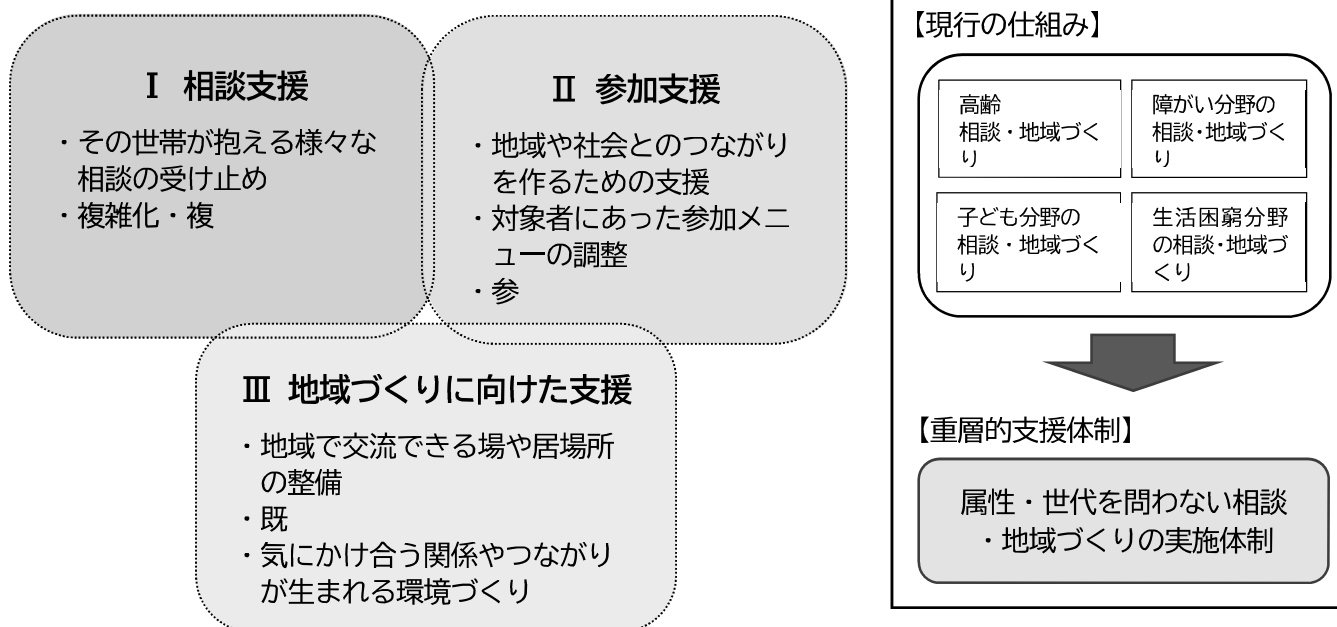 Ⅰ 相談支援
・その世帯が抱える様々な
相談の受け止め
・複雑化・複
Ⅱ 参加支援
・地域や社会とのつながり
を作るための支援
・対象者にあった参加メニ
ューの調整
・参
Ⅲ 地域づくりに向けた支援
・地域で交流できる場や居場所
の整備
・既
・気にかけ合う関係やつながり
が生まれる環境づくり
【現行の仕組み】
高齢
相談・地域づく
り
障がい分野の
相談・地域づく
り
子ども分野の
相談・地域づく
り
生活困窮分野
の相談・地域づ
くり
【重層的支援体制】
属性・世代を問わない相談
・地域づくりの実施体制